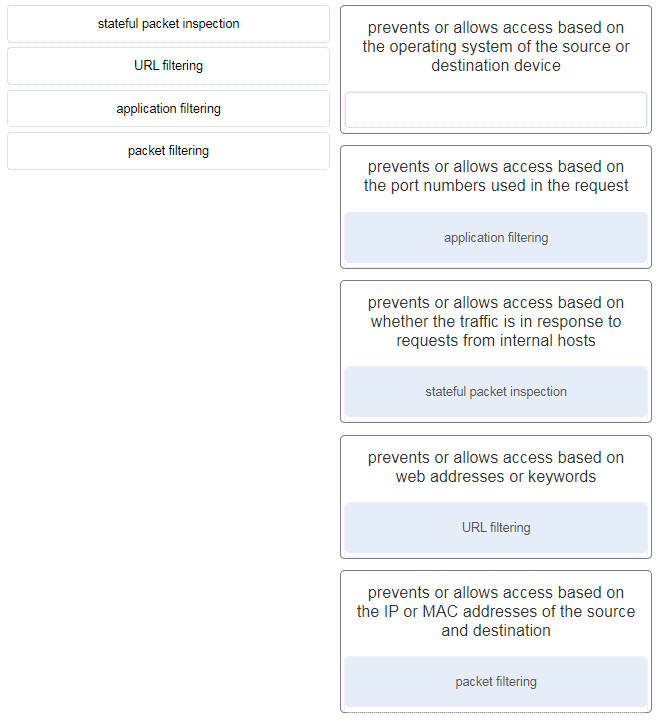 stateful packet inspection
URL filtering
application filtering
packet filtering
prevents or allows access based on
the operating system of the source or
destination device
prevents or allows access based on
the port numbers used in the request
application filtering
prevents or allows access based on
whether the traffic is in response to
requests from internal hosts
stateful packet inspection
prevents or allows access based on
web addresses or keywords
URL filtering
prevents or allows access based on
the IP or MAC addresses of the source
and destination
packet filtering